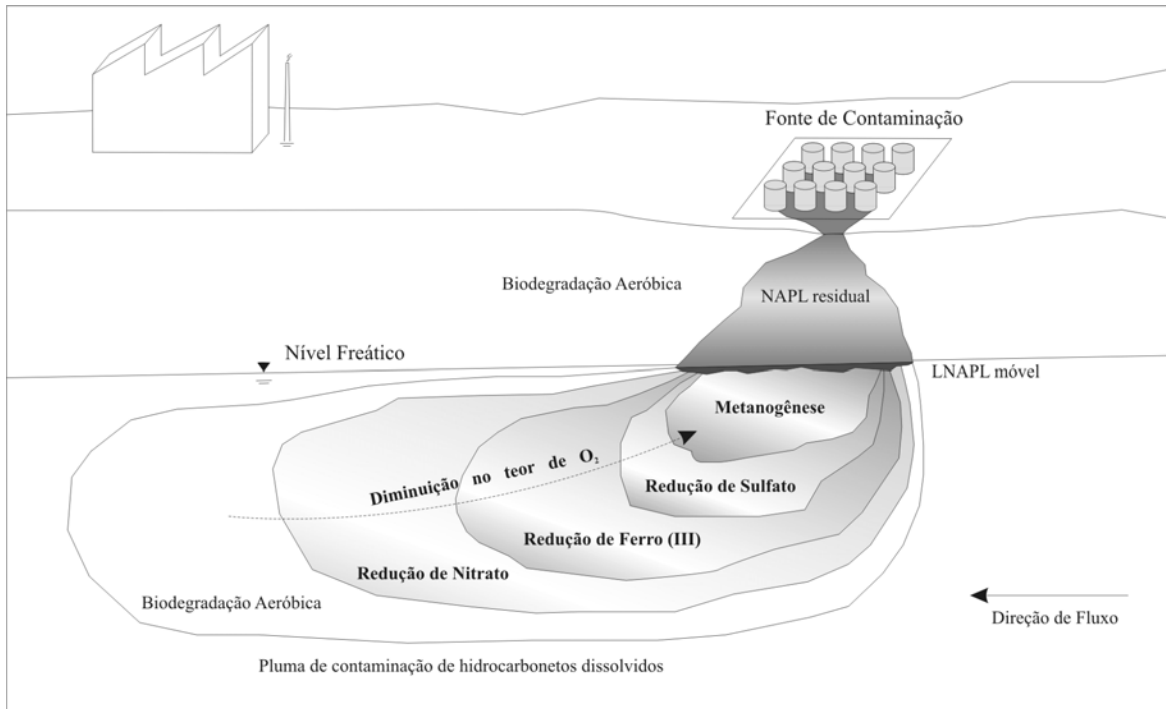 Fonte de Contaminação
Biodegradação Aeróbica
NAPL residual
Nível Freático
LNAPL móvel
Metanogênese
Diminuição no teor de O₂
Redução de Sulfato
Redução de Ferro (III)
Redução de Nitrato
Biodegradação Aeróbica
Direção de Fluxo
Pluma de contaminação de hidrocarbonetos dissolvidos